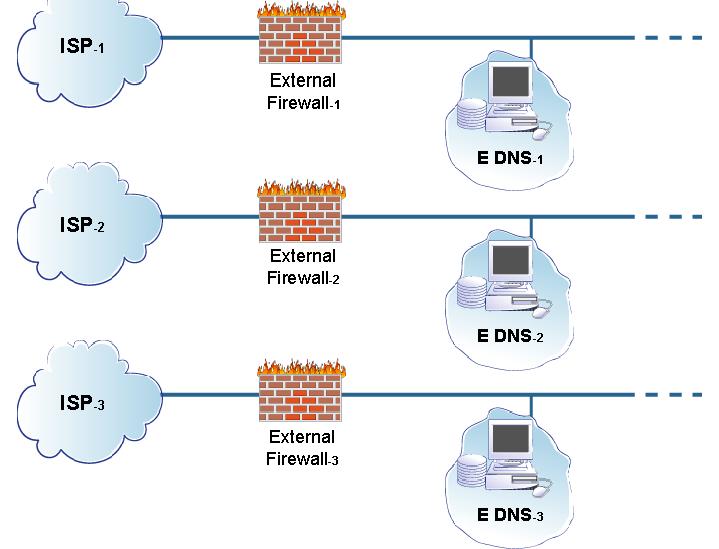 ISP-1
External
Firewall-1
E DNS-1
ISP-2
External
Firewall-2
E DNS-2
ISP-3
External
Firewall-3
E DNS-3